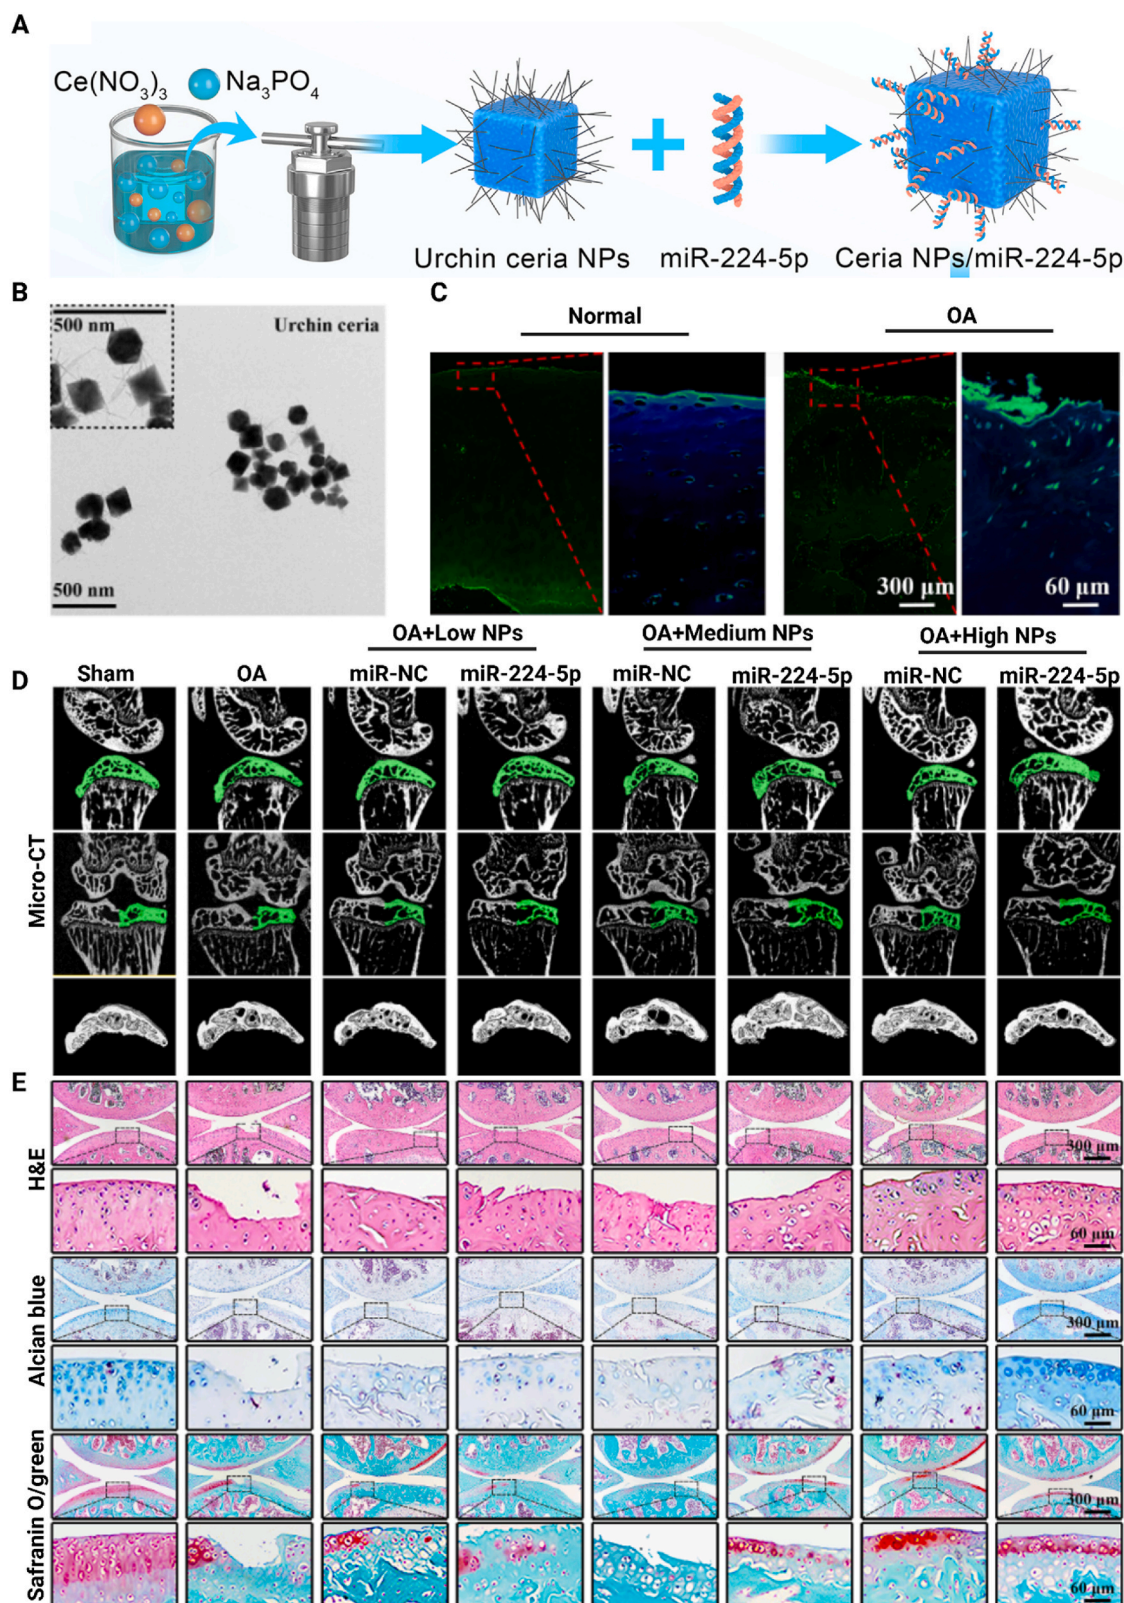 A
Ce(NO3)3
Na3PO4
Urchin ceria NPs
miR-224-5p
Ceria NPs/miR-224-5p
B
500 nm
Urchin ceria
500 nm
C
Normal
OA
300 µm
60 µm
OA+Low NPs
OA+Medium NPs
OA+High NPs
D
Sham
OA
miR-NC
miR-224-5p
miR-NC
miR-224-5p
miR-NC
miR-224-5p
Micro-CT
E
H&E
300 µm
60 µm
Alcian blue
300 µm
60 µm
Safranin O/green
300 µm
60 µm